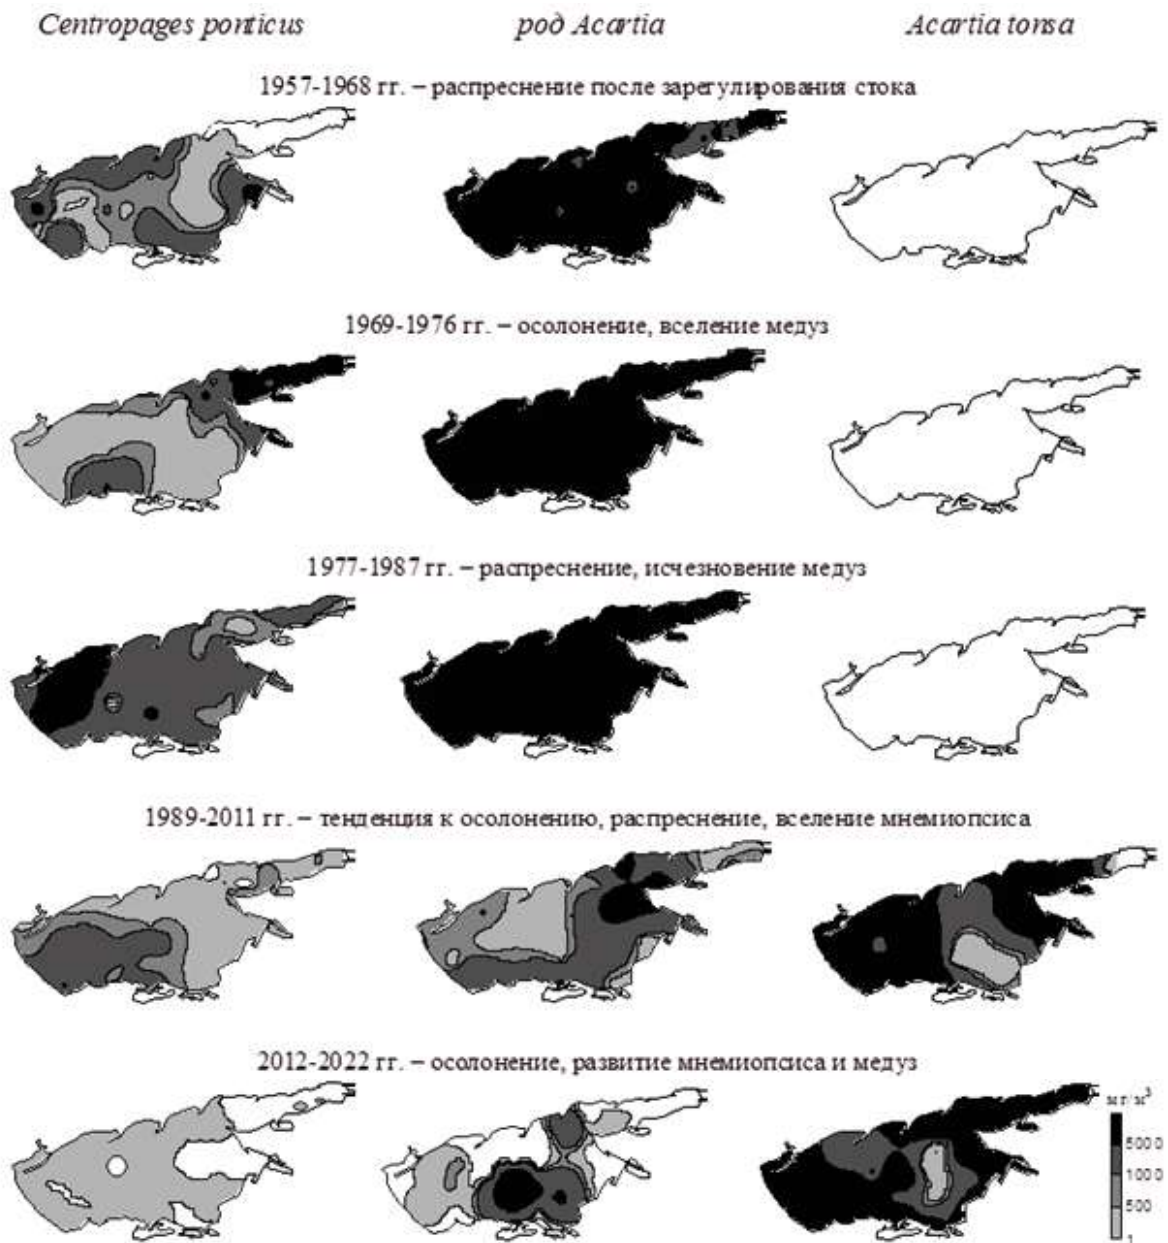 Centropages ponticus род Acartia Acartia tonsa
1957-1968 гг. – распреснение после зарегулирования стока
1969-1976 гг. – осолонение, вселение медуз
1977-1987 гг. – распреснение, исчезновение медуз
1989-2011 гг. – тенденция к осолонению, распреснение, вселение мнемиопсиса
2012-2022 гг. – осолонение, развитие мнемиопсиса и медуз
мг/м³
5000
1000
500
1